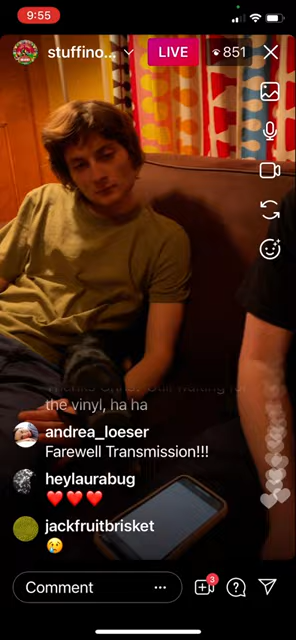 9:55
stuffino...
LIVE
851
the vinyl, ha ha
andrea_loeser
Farewell Transmission!!!
heylaurabug
jackfruitbrisket
3
Comment